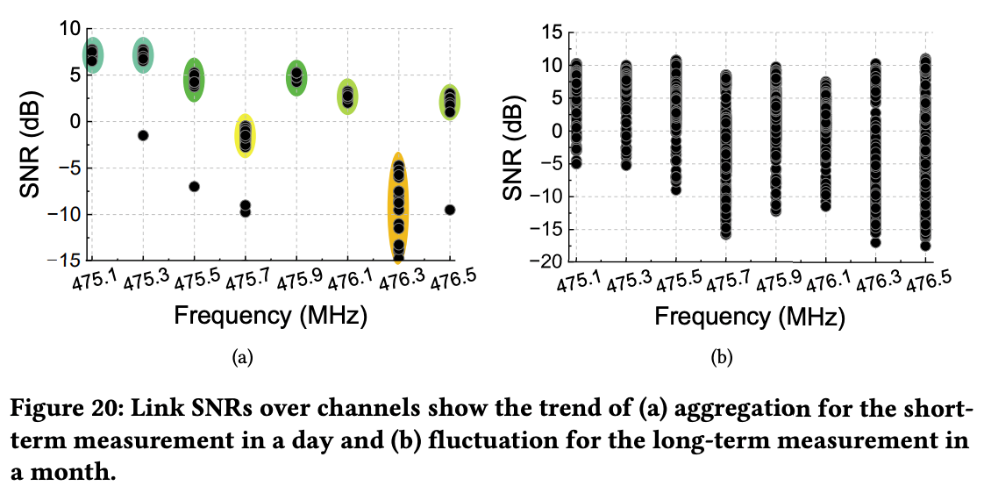 10
5
0
−5
−10
−15
SNR (dB)
475.1 475.3 475.5 475.7 475.9 476.1 476.3 476.5
Frequency (MHz)
(a)
15
10
5
0
−5
−10
−15
−20
SNR (dB)
475.1 475.3 475.5 475.7 475.9 476.1 476.3 476.5
Frequency (MHz)
(b)
Figure 20: Link SNRs over channels show the trend of (a) aggregation for the short-
term measurement in a day and (b) fluctuation for the long-term measurement in
a month.